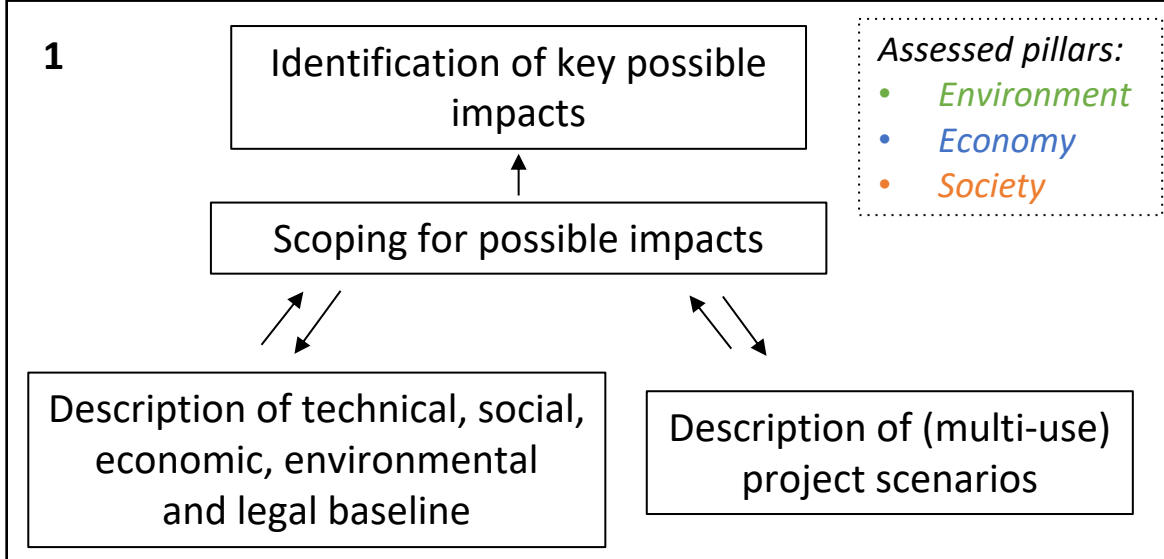 1
Identification of key possible
impacts
Assessed pillars:
• Environment
• Economy
• Society
Scoping for possible impacts
Description of technical, social,
economic, environmental
and legal baseline
Description of (multi-use)
project scenarios